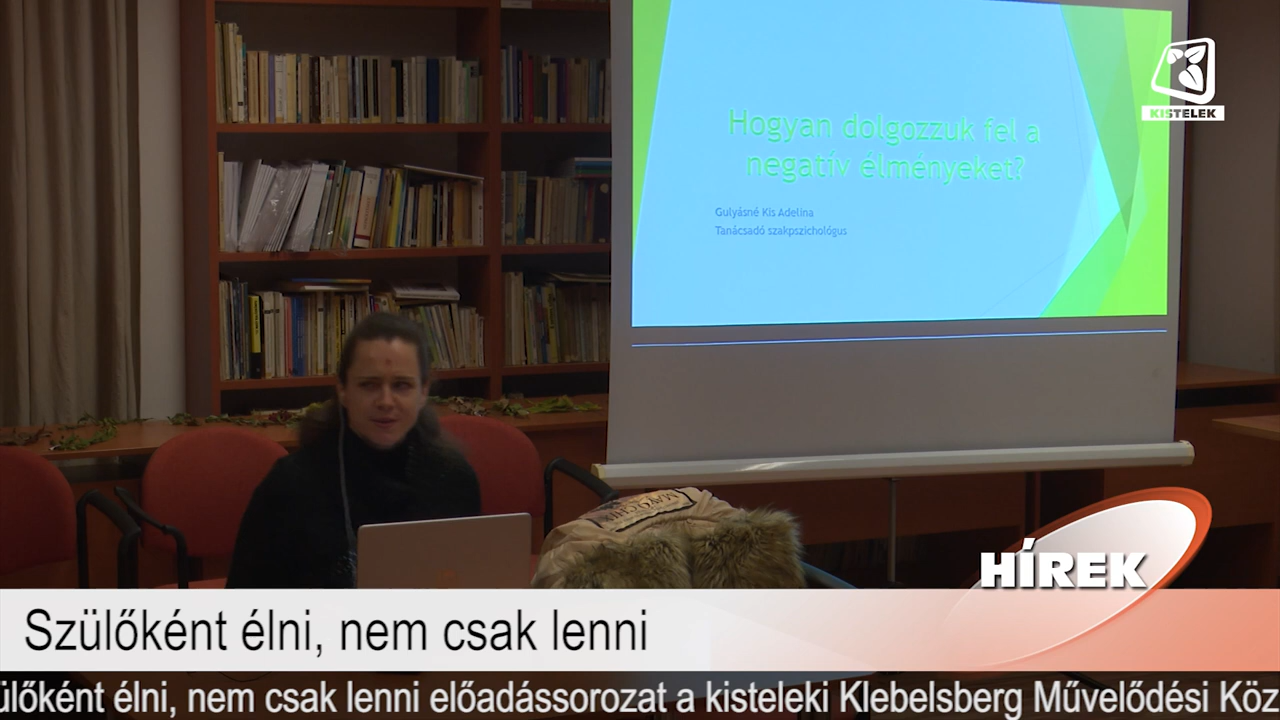 KISTELEK
Hogyan dolgozzuk fel a
negatív élményeket?
Gulyásné Kis Adelina
Tanácsadó szakpszichológus
HÍREK
Szülőként élni, nem csak lenni
ülőként élni, nem csak lenni előadássorozat a kisteleki Klebelsberg Művelődési Köz